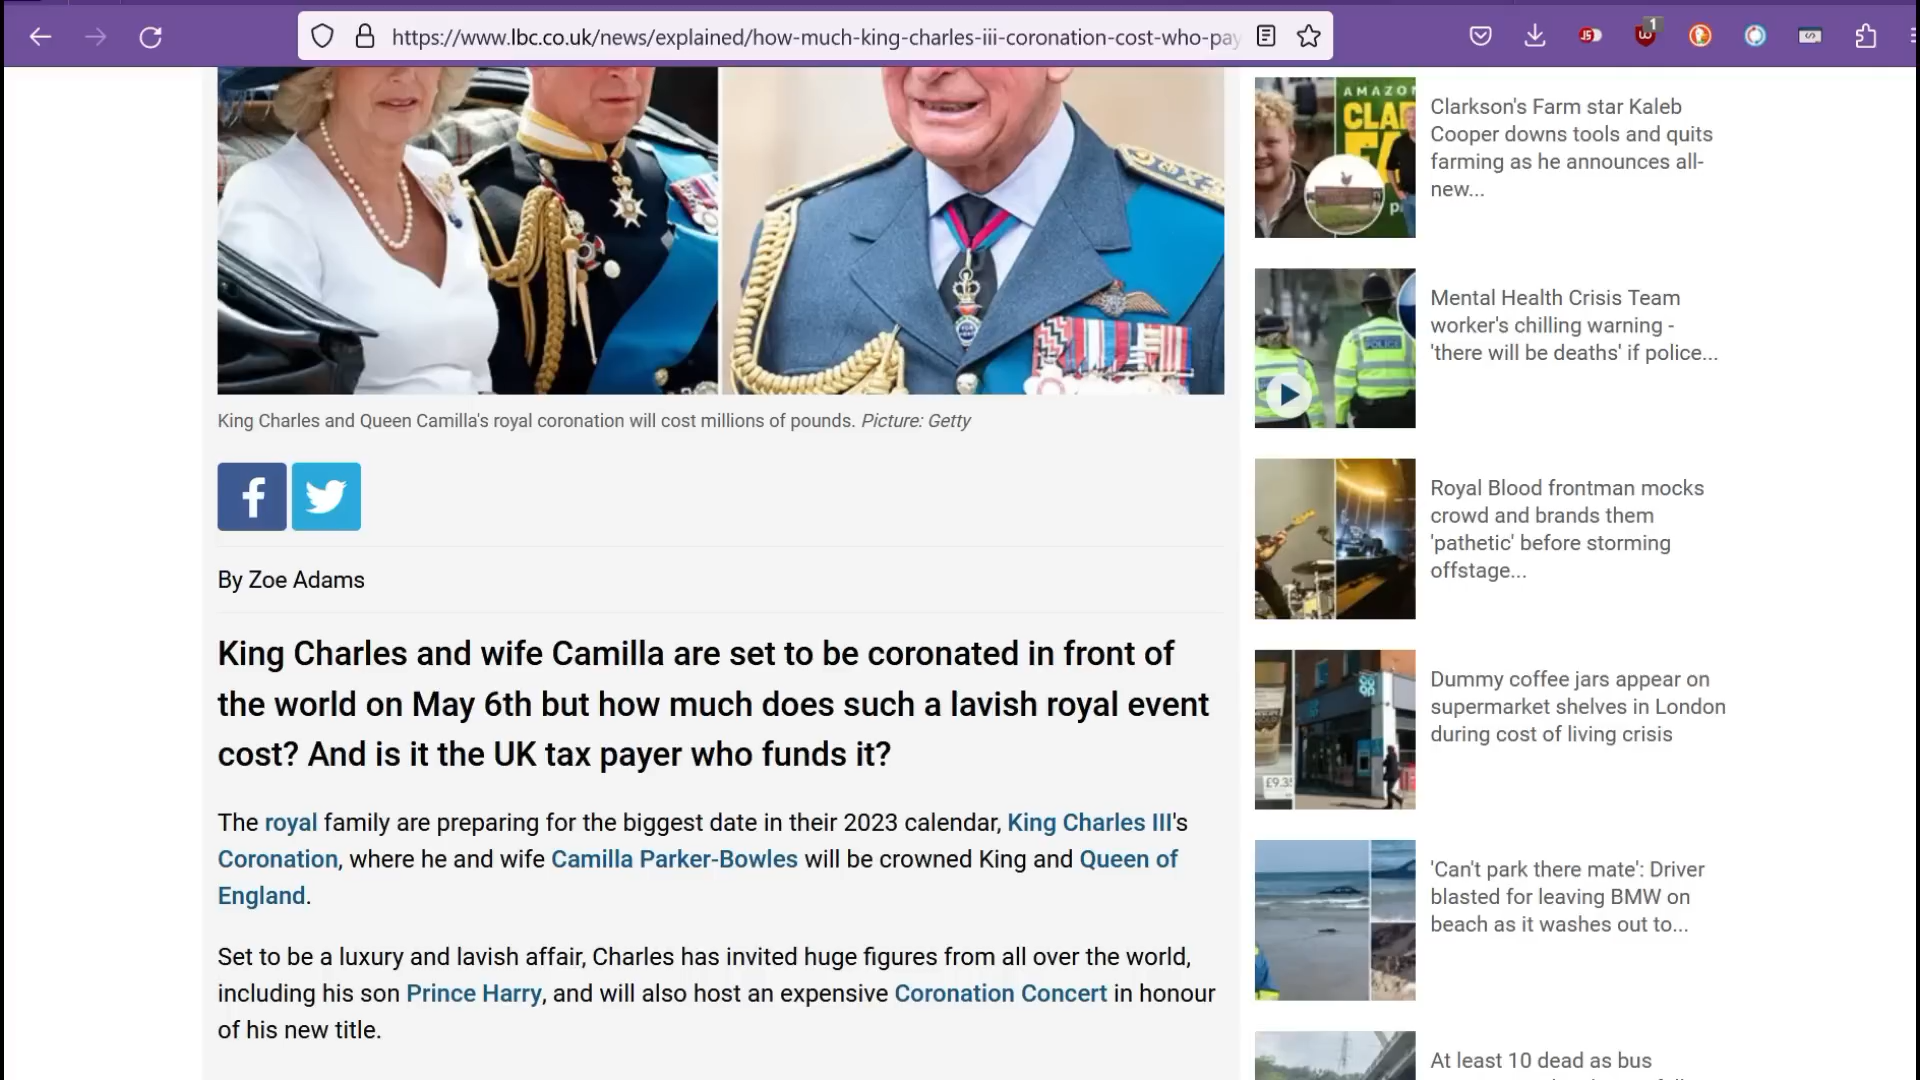 https://www.lbc.co.uk/news/explained/how-much-king-charles-iii-coronation-cost-who-pay
1
King Charles and Queen Camilla's royal coronation will cost millions of pounds. Picture: Getty
By Zoe Adams
King Charles and wife Camilla are set to be coronated in front of
the world on May 6th but how much does such a lavish royal event
cost? And is it the UK tax payer who funds it?
The royal family are preparing for the biggest date in their 2023 calendar, King Charles III's
Coronation, where he and wife Camilla Parker-Bowles will be crowned King and Queen of
England.
Set to be a luxury and lavish affair, Charles has invited huge figures from all over the world,
including his son Prince Harry, and will also host an expensive Coronation Concert in honour
of his new title.
AMAZON
CLA
Clarkson's Farm star Kaleb
Cooper downs tools and quits
farming as he announces all-
new...
POLICE
Mental Health Crisis Team
worker's chilling warning -
'there will be deaths' if police...
Royal Blood frontman mocks
crowd and brands them
'pathetic' before storming
offstage...
£9.3
Dummy coffee jars appear on
supermarket shelves in London
during cost of living crisis
'Can't park there mate': Driver
blasted for leaving BMW on
beach as it washes out to...
At least 10 dead as bus